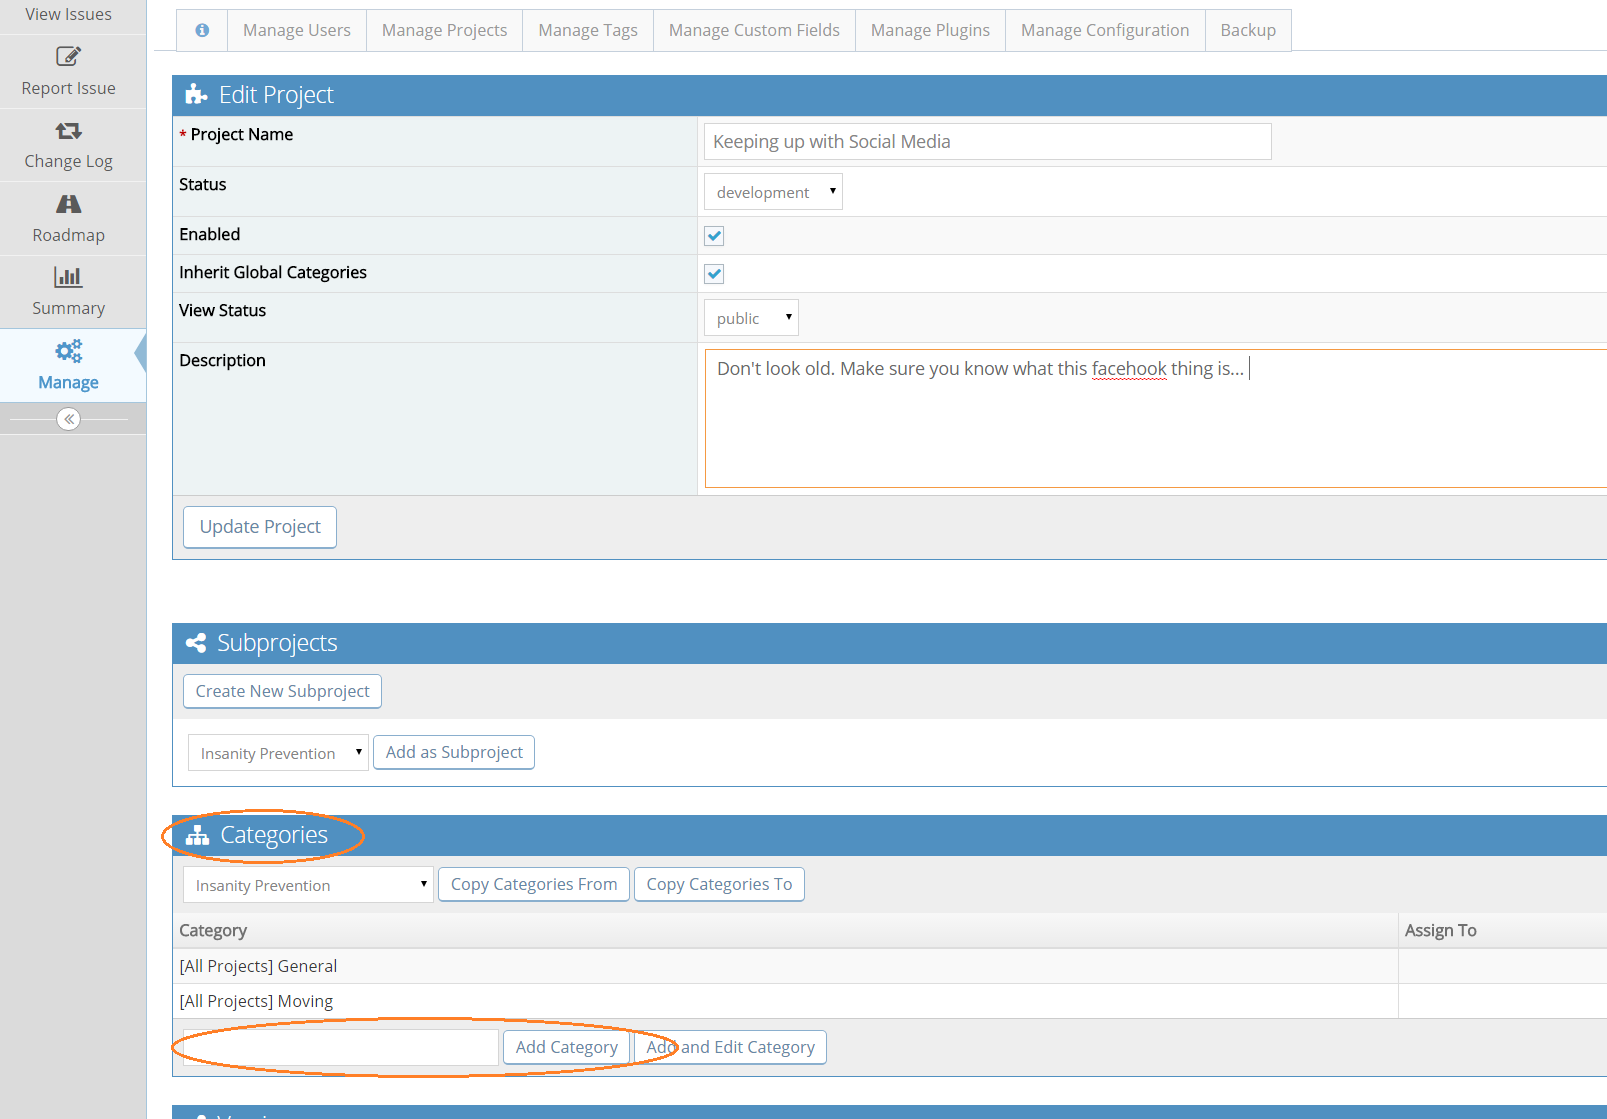 View Issues
Report Issue
Change Log
Roadmap
Summary
Manage
Manage Users
Manage Projects
Manage Tags
Manage Custom Fields
Manage Plugins
Manage Configuration
Backup
Edit Project
* Project Name
Keeping up with Social Media
Status
development
Enabled
Inherit Global Categories
View Status
public
Description
Don't look old. Make sure you know what this facehook thing is...
Update Project
Subprojects
Create New Subproject
Insanity Prevention
Add as Subproject
Categories
Insanity Prevention
Copy Categories From
Copy Categories To
Category
Assign To
[All Projects] General
[All Projects] Moving
Add Category
Add and Edit Category